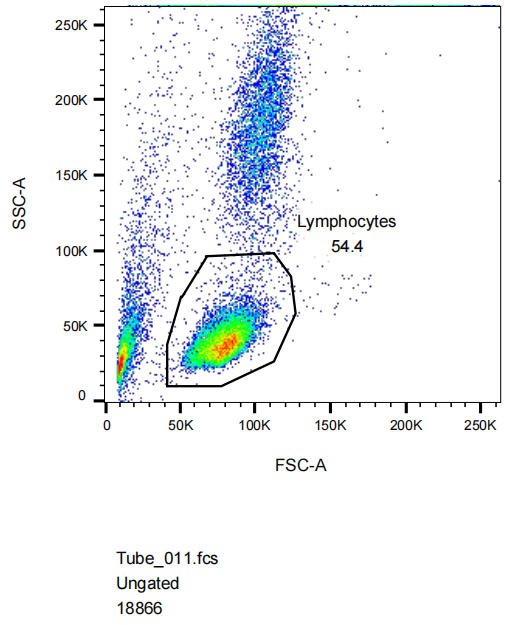 250K
200K
150K
100K
50K
0
SSC-A
Lymphocytes
54.4
0 50K 100K 150K 200K 250K
FSC-A
Tube_011.fcs
Ungated
18866